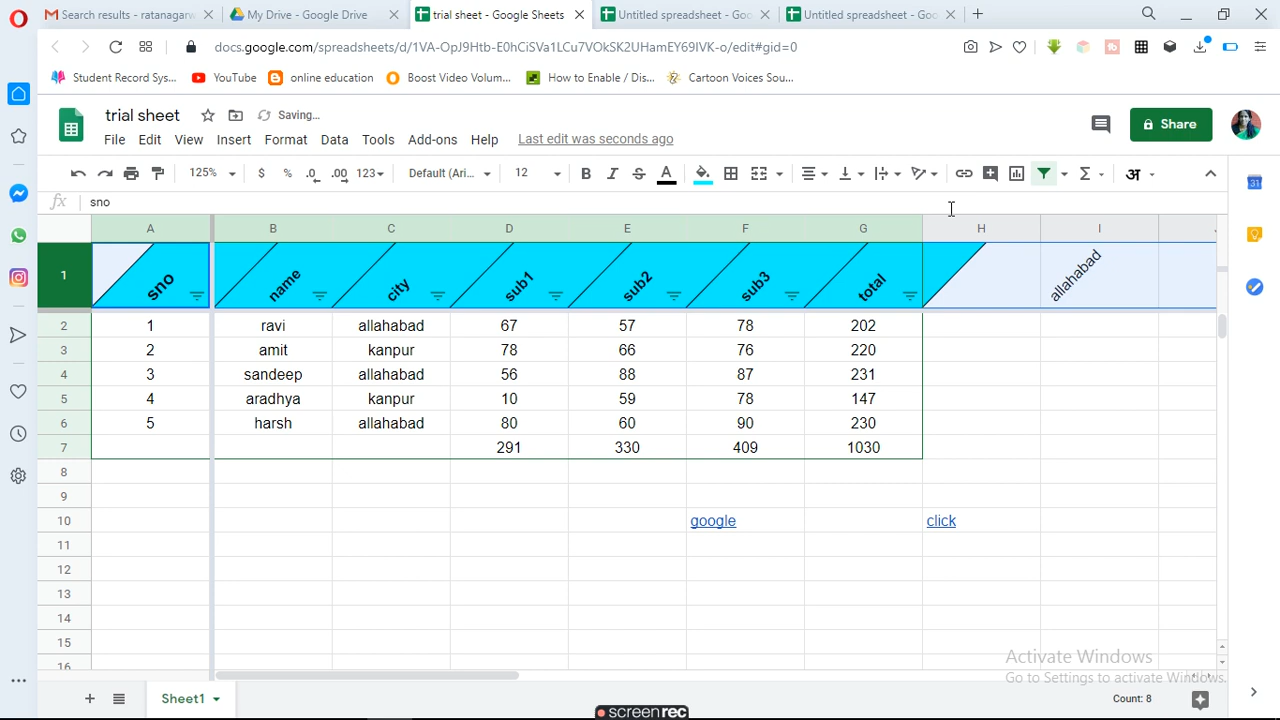 Search results - ratanagarw
My Drive - Google Drive
trial sheet - Google Sheets
Untitled spreadsheet - Goo
Untitled spreadsheet - Goo
docs.google.com/spreadsheets/d/1VA-OpJ9Htb-E0hCiSVa1LCu7VOkSK2UHamEY69IVK-o/edit#gid=0
Student Record Sys...
YouTube
online education
Boost Video Volum...
How to Enable / Dis...
Cartoon Voices Sou...
trial sheet
Saving...
File Edit View Insert Format Data Tools Add-ons Help Last edit was seconds ago
Share
125% $ % .0 .00 123 Default (Ari... 12 B I S A Σ अ
fx sno
A B C D E F G H I
1 sno name city sub1 sub2 sub3 total allahabad
2 1 ravi allahabad 67 57 78 202
3 2 amit kanpur 78 66 76 220
4 3 sandeep allahabad 56 88 87 231
5 4 aradhya kanpur 10 59 78 147
6 5 harsh allahabad 80 60 90 230
7 291 330 409 1030
8
9
10 google click
11
12
13
14
15
16
Activate Windows
Go to Settings to activate Windows.
Sheet1
Count: 8
screenrec